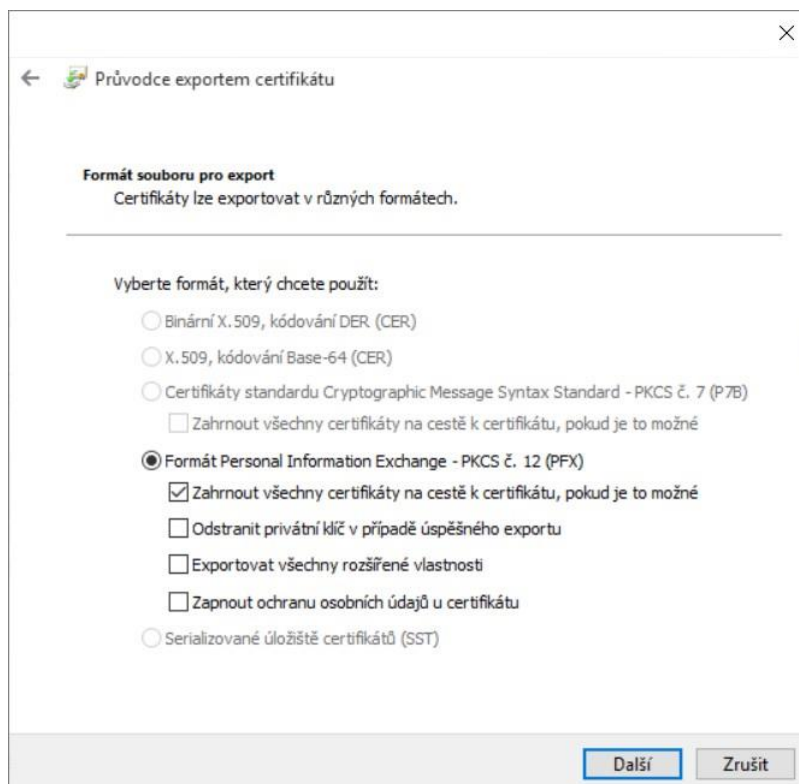 Průvodce exportem certifikátu
Formát souboru pro export
Certifikáty lze exportovat v různých formátech.
Vyberte formát, který chcete použít:
Binární X.509, kódování DER (CER)
X.509, kódování Base-64 (CER)
Certifikáty standardu Cryptographic Message Syntax Standard - PKCS č. 7 (P7B)
Zahrnout všechny certifikáty na cestě k certifikátu, pokud je to možné
Formát Personal Information Exchange - PKCS č. 12 (PFX)
Zahrnout všechny certifikáty na cestě k certifikátu, pokud je to možné
Odstranit privátní klíč v případě úspěšného exportu
Exportovat všechny rozšířené vlastnosti
Zapnout ochranu osobních údajů u certifikátu
Serializované úložiště certifikátů (SST)
Další
Zrušit